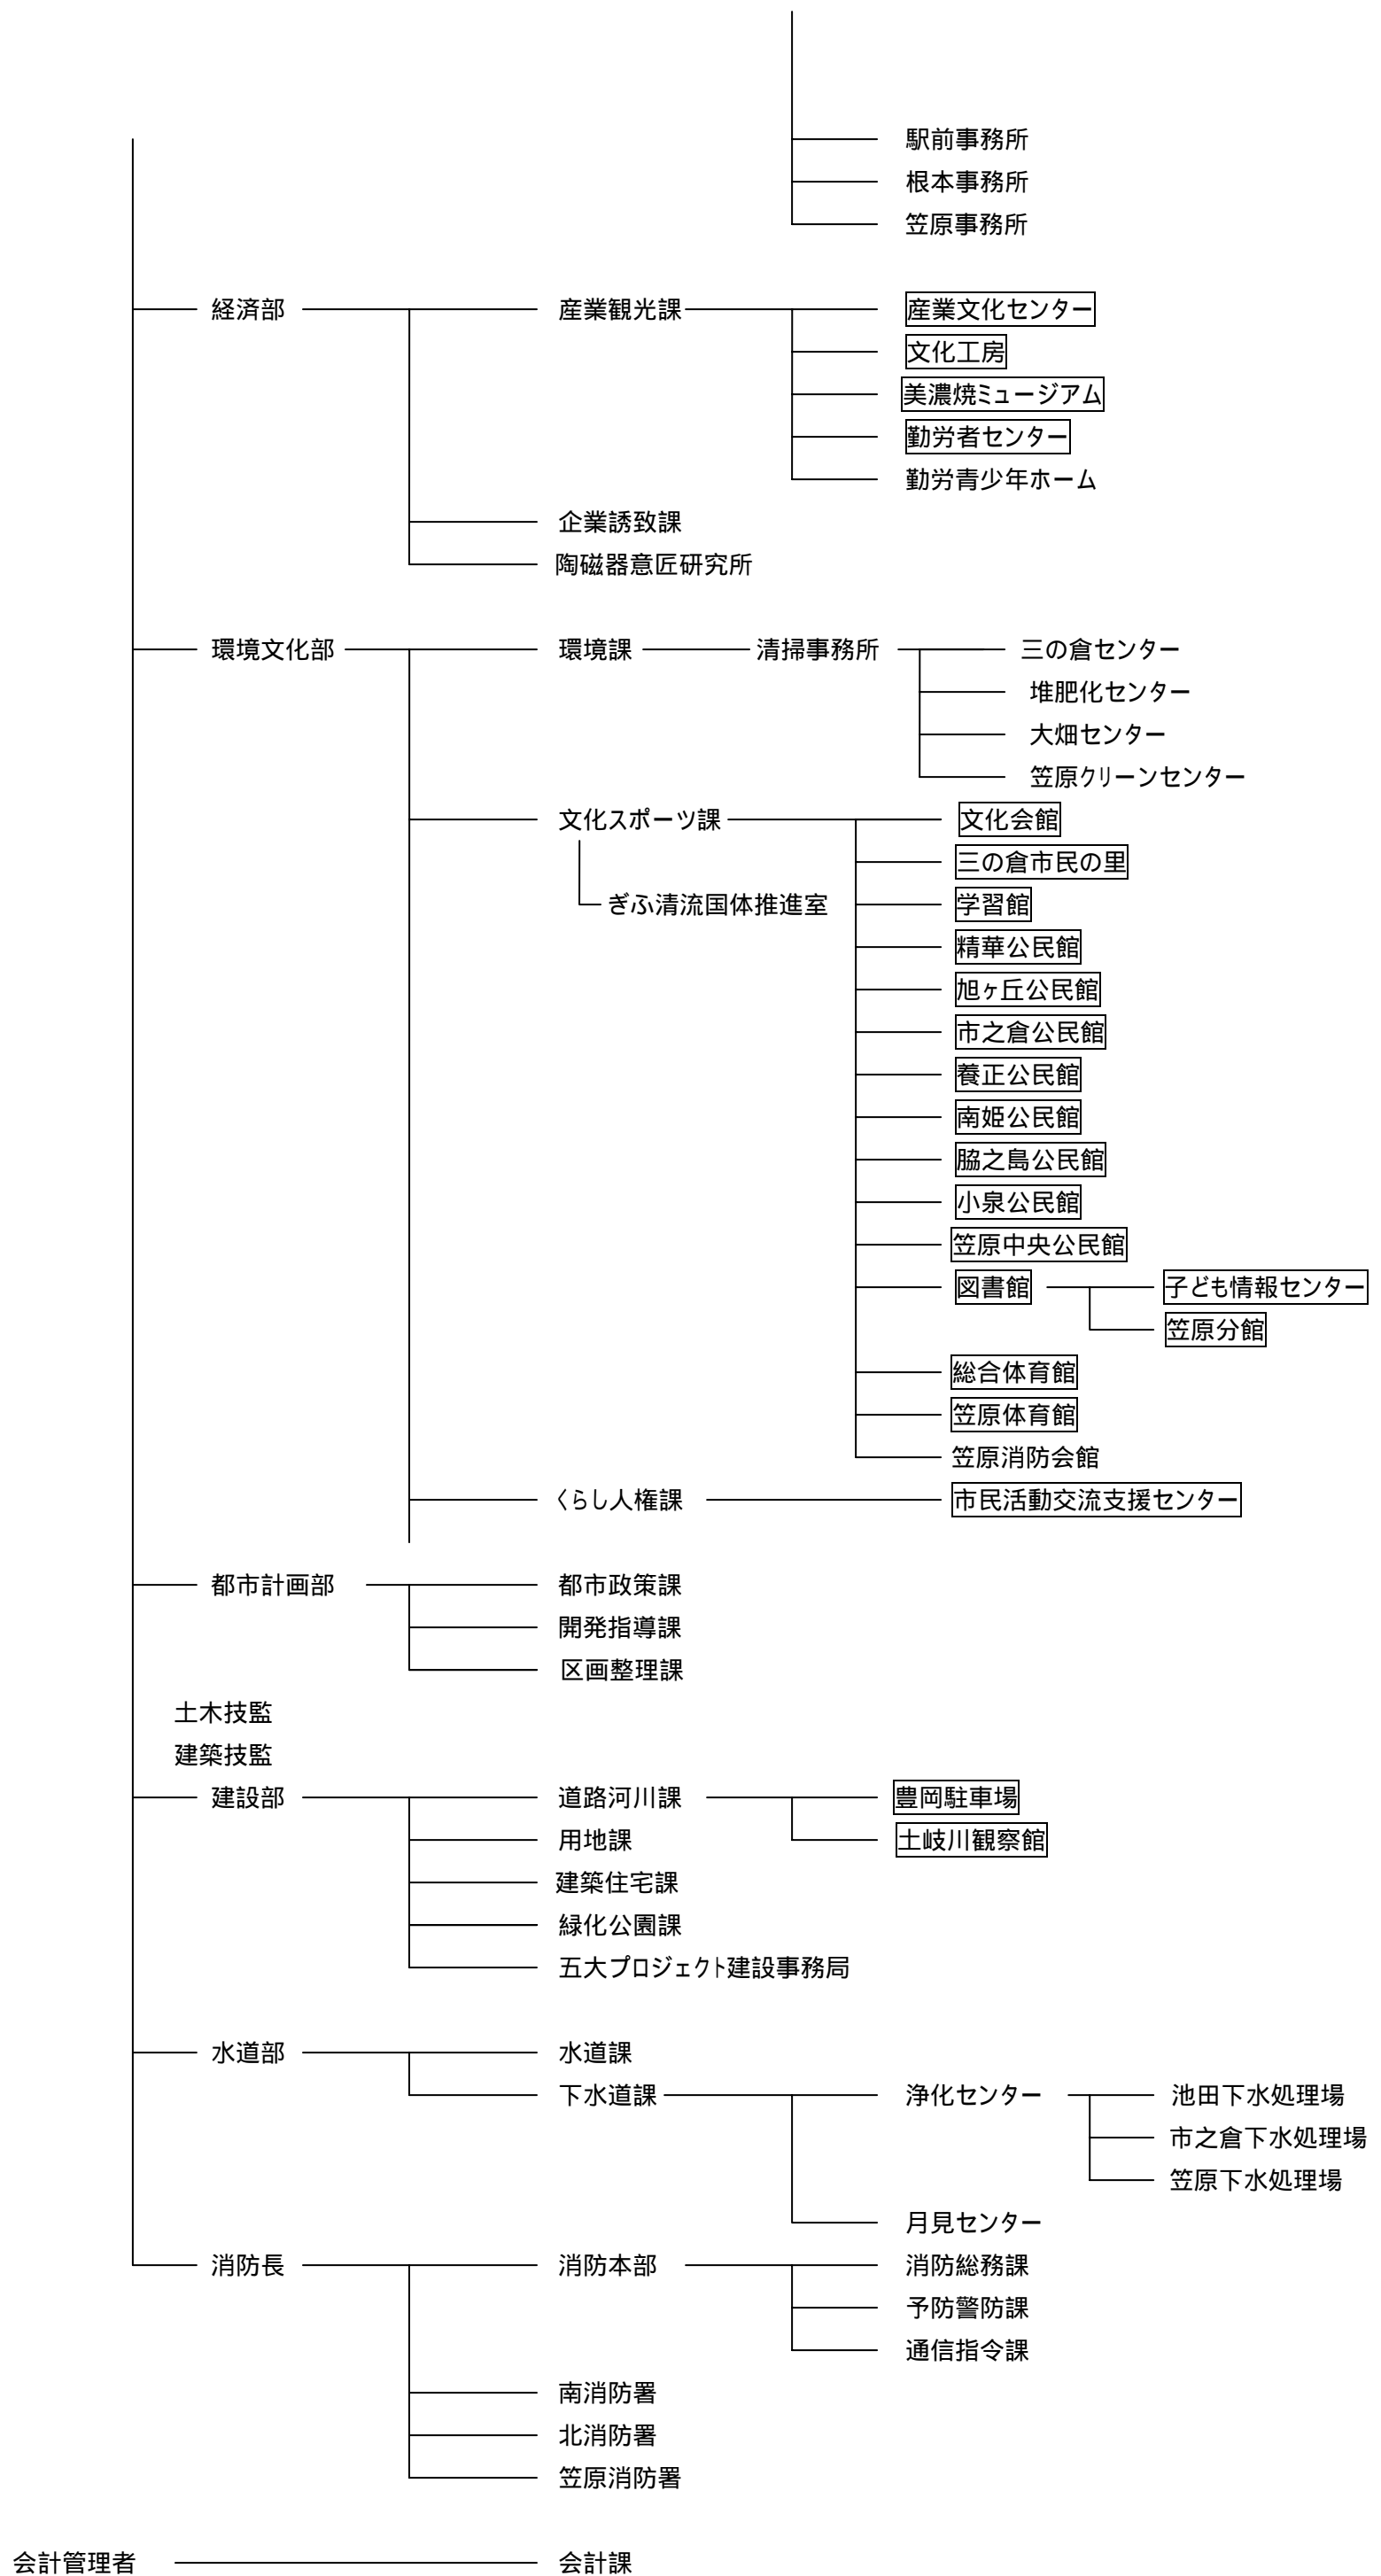 駅前事務所
根本事務所
笠原事務所
経済部 産業観光課 産業文化センター
文化工房
美濃焼ミュージアム
勤労者センター
勤労青少年ホーム
企業誘致課
陶磁器意匠研究所
環境文化部 環境課 清掃事務所 三の倉センター
堆肥化センター
大畑センター
笠原クリーンセンター
文化スポーツ課 文化会館
三の倉市民の里
ぎふ清流国体推進室 学習館
精華公民館
旭ヶ丘公民館
市之倉公民館
養正公民館
南姫公民館
脇之島公民館
小泉公民館
笠原中央公民館
図書館 子ども情報センター
笠原分館
総合体育館
笠原体育館
笠原消防会館
くらし人権課 市民活動交流支援センター
都市計画部 都市政策課
開発指導課
区画整理課
土木技監
建築技監
建設部 道路河川課 豊岡駐車場
用地課 土岐川観察館
建築住宅課
緑化公園課
五大プロジェクト建設事務局
水道部 水道課
下水道課 浄化センター 池田下水処理場
市之倉下水処理場
笠原下水処理場
月見センター
消防長 消防本部 消防総務課
予防警防課
通信指令課
南消防署
北消防署
笠原消防署
会計管理者 会計課